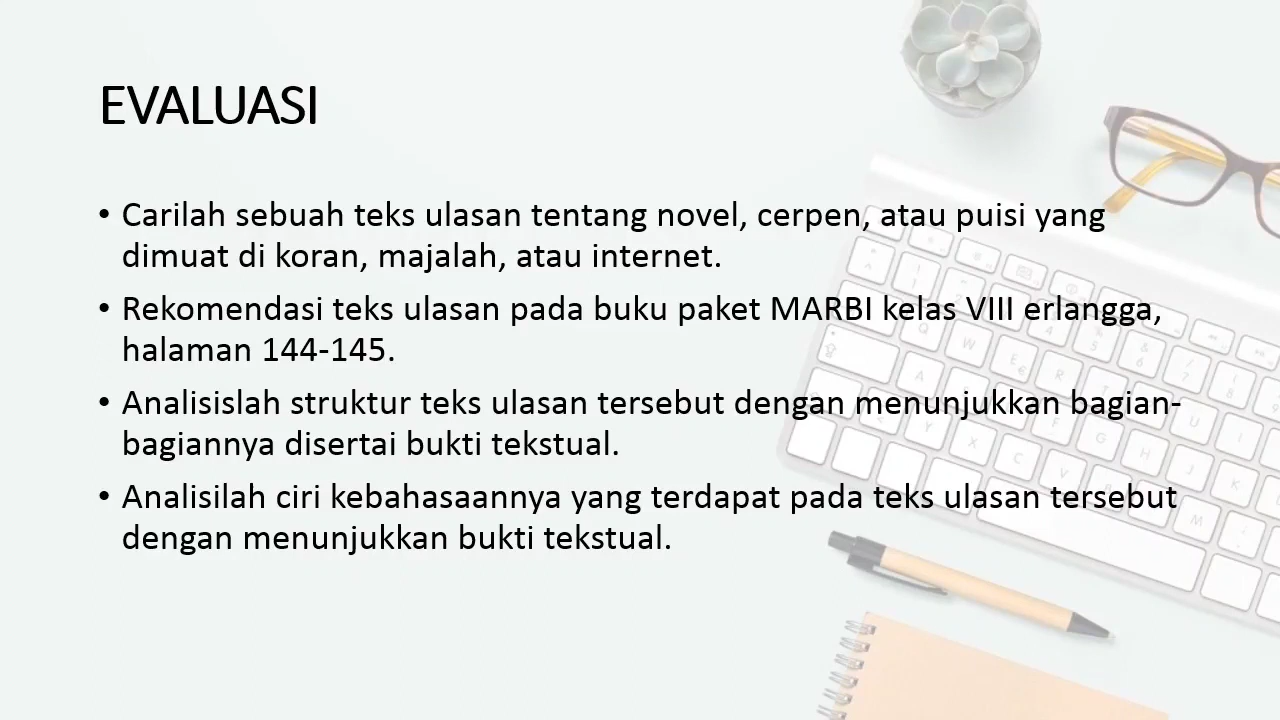 EVALUASI
• Carilah sebuah teks ulasan tentang novel, cerpen, atau puisi yang
dimuat di koran, majalah, atau internet.
• Rekomendasi teks ulasan pada buku paket MARBI kelas VIII erlangga,
halaman 144-145.
• Analisislah struktur teks ulasan tersebut dengan menunjukkan bagian-
bagiannya disertai bukti tekstual.
• Analisilah ciri kebahasaannya yang terdapat pada teks ulasan tersebut
dengan menunjukkan bukti tekstual.